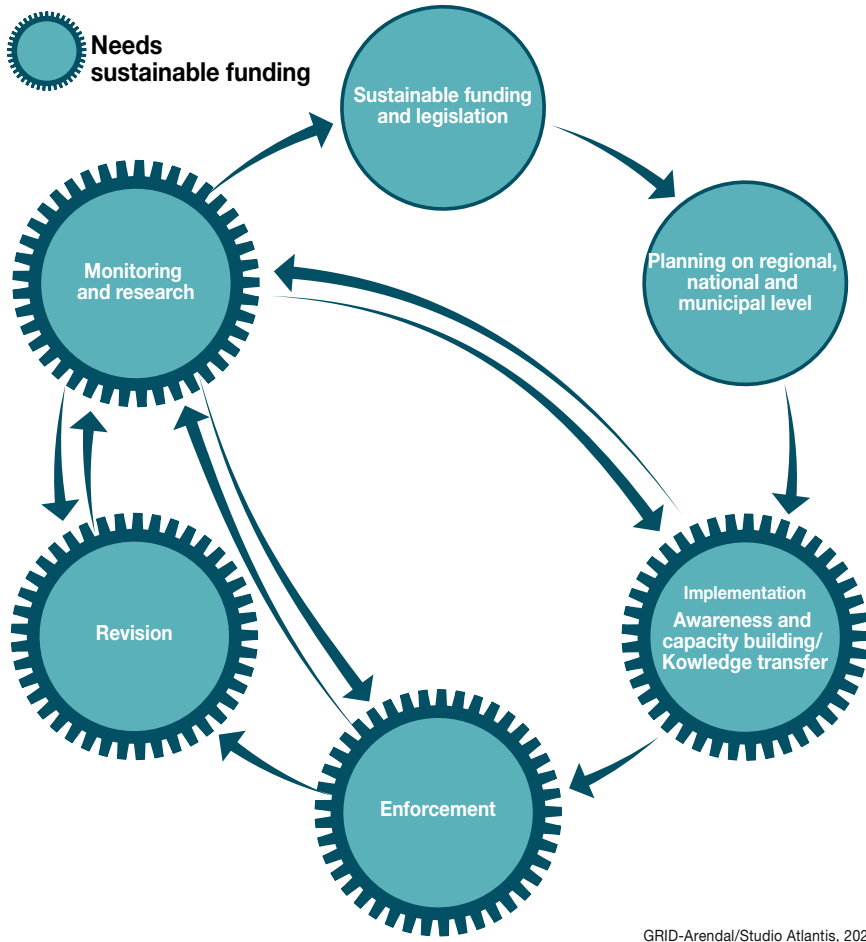 Needs
sustainable funding
Sustainable funding
and legislation
Planning on regional,
national and
municipal level
Monitoring
and research
Implementation
Awareness and
capacity building/
Kowledge transfer
Revision
Enforcement
GRID-Arendal/Studio Atlantis, 202